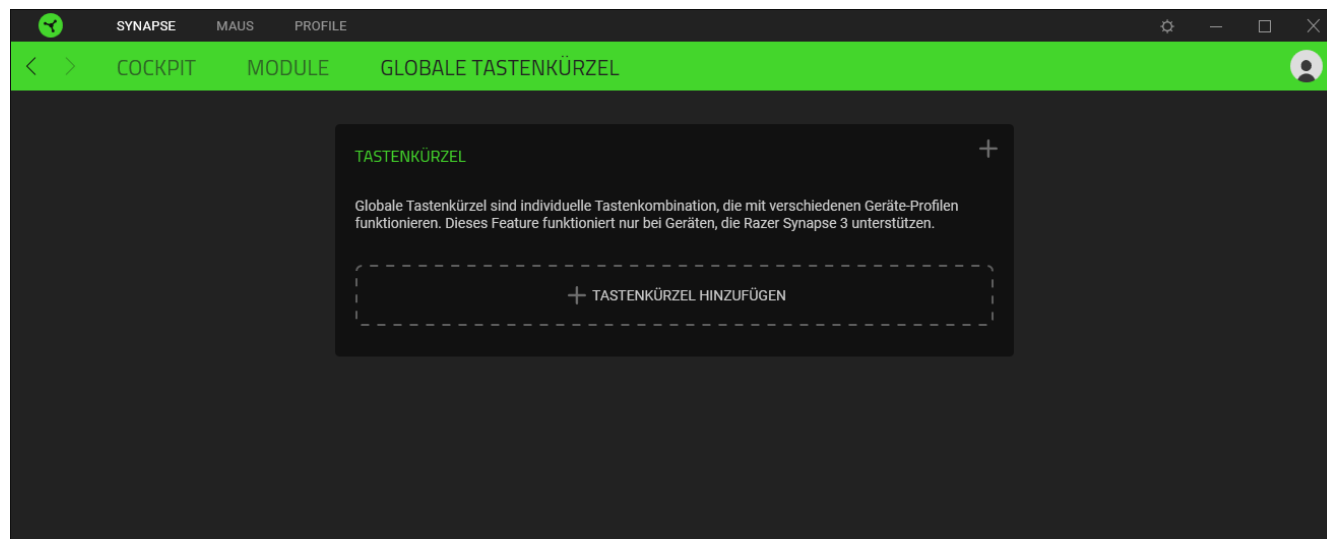 SYNAPSE MAUS PROFILE
COCKPIT MODULE GLOBALE TASTENKÜRZEL
TASTENKÜRZEL
Globale Tastenkürzel sind individuelle Tastenkombination, die mit verschiedenen Geräte-Profilen
funktionieren. Dieses Feature funktioniert nur bei Geräten, die Razer Synapse 3 unterstützen.
TASTENKÜRZEL HINZUFÜGEN